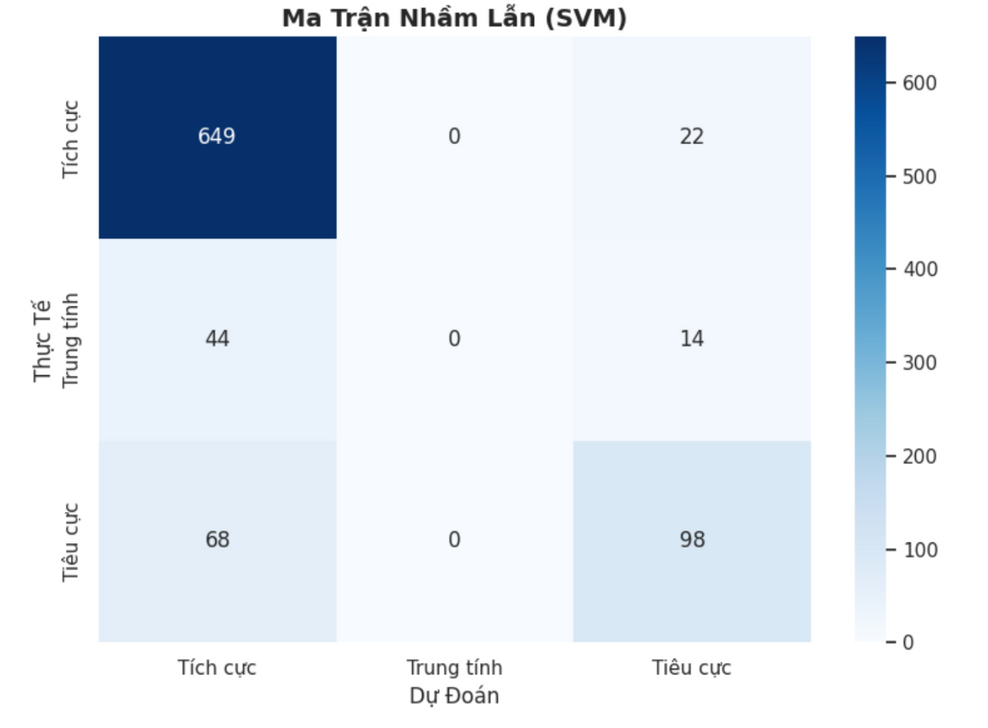 Ma Trận Nhầm Lẫn (SVM)
Tích cực
649
0
22
Thực Tế
Trung tính
44
0
14
Tiêu cực
68
0
98
Tích cực
Trung tính
Tiêu cực
Dự Đoán
600
500
400
300
200
100
0